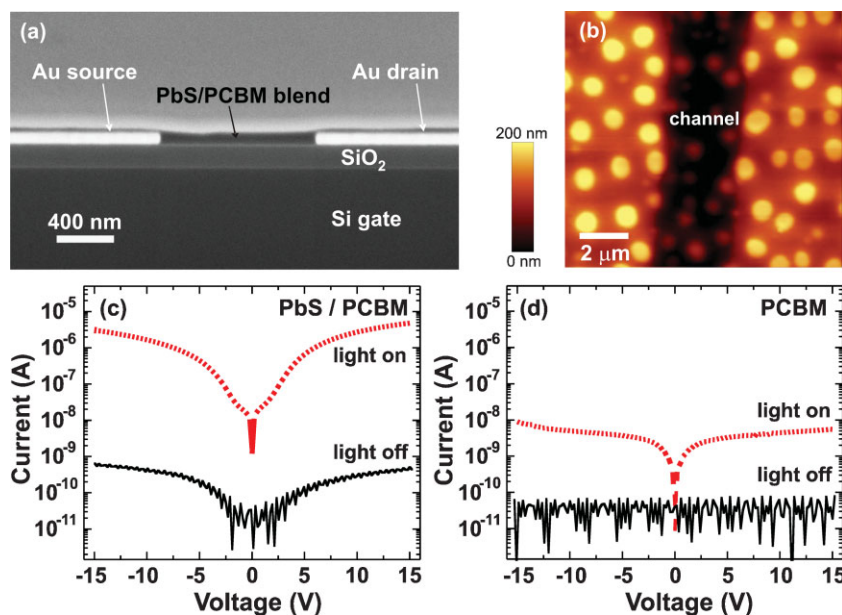 (a)
Au source
Au drain
PbS/PCBM blend
SiO₂
Si gate
400 nm
(b)
channel
200 nm
0 nm
2 μm
(c)
PbS / PCBM
light on
light off
Current (A)
10⁻⁵
10⁻⁶
10⁻⁷
10⁻⁸
10⁻⁹
10⁻¹⁰
10⁻¹¹
-15 -10 -5 0 5 10 15
Voltage (V)
(d)
PCBM
light on
light off
Current (A)
10⁻⁵
10⁻⁶
10⁻⁷
10⁻⁸
10⁻⁹
10⁻¹⁰
10⁻¹¹
-15 -10 -5 0 5 10 15
Voltage (V)